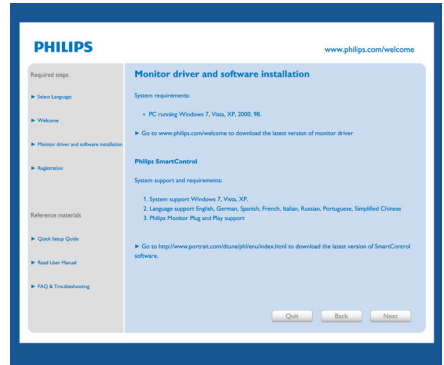 PHILIPS
www.philips.com/welcome
Required steps
► Select Language
► Welcome
► Monitor driver and software installation
► Registration
Reference materials
► Quick Setup Guide
► Read User Manual
► FAQ & Troubleshooting
Monitor driver and software installation
System requirements:
• PC running Windows 7, Vista, XP, 2000, 98.
► Go to www.philips.com/welcome to download the latest version of monitor driver
Philips SmartControl
System support and requirements:
1. System support Windows 7, Vista, XP.
2. Language support English, German, Spanish, French, Italian, Russian, Portuguese, Simplified Chinese
3. Philips Monitor Plug and Play support
► Go to http://www.portrait.com/dtune/phl/enu/index.html to download the latest version of SmartControl
software.
Quit
Back
Next